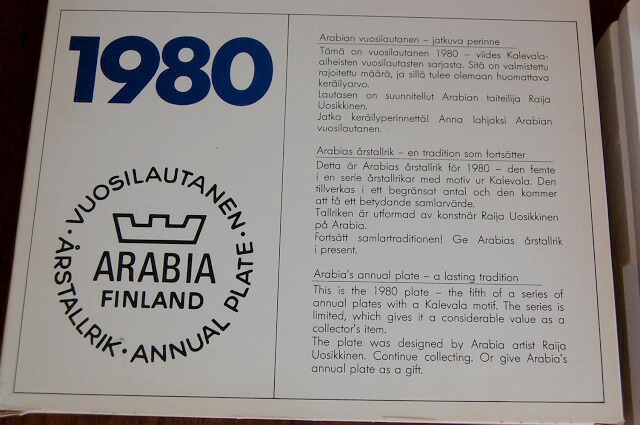 1980
VUOSILAUTANEN · ANNUAL PLATE · ÅRSTALLRIK ·
ARABIA
FINLAND
Arabian vuosilautanen – jatkuva perinne
Tämä on vuosilautanen 1980 – viides Kalevala-
aiheisten vuosilautasten sarjasta. Sitä on valmistettu
rajoitettu määrä, ja sillä tulee olemaan huomattava
keräilyarvo.
Lautasen on suunnitellut Arabian taiteilija Raija
Uosikkinen.
Jatka keräilyperinnettä! Anna lahjaksi Arabian
vuosilautanen.
Arabias årstallrik – en tradition som fortsätter
Detta är Arabias årstallrik för 1980 – den femte
i en serie årstallrikar med motiv ur Kalevala. Den
tillverkas i ett begränsat antal och den kommer
att få ett betydande samlarvärde.
Tallriken är utformad av konstnär Raija Uosikkinen
på Arabia.
Fortsätt samlartraditionen! Ge Arabias årstallrik
i present.
Arabia's annual plate – a lasting tradition
This is the 1980 plate – the fifth of a series of
annual plates with a Kalevala motif. The series is
limited, which gives it a considerable value as a
collector's item.
The plate was designed by Arabia artist Raija
Uosikkinen. Continue collecting. Or give Arabia's
annual plate as a gift.